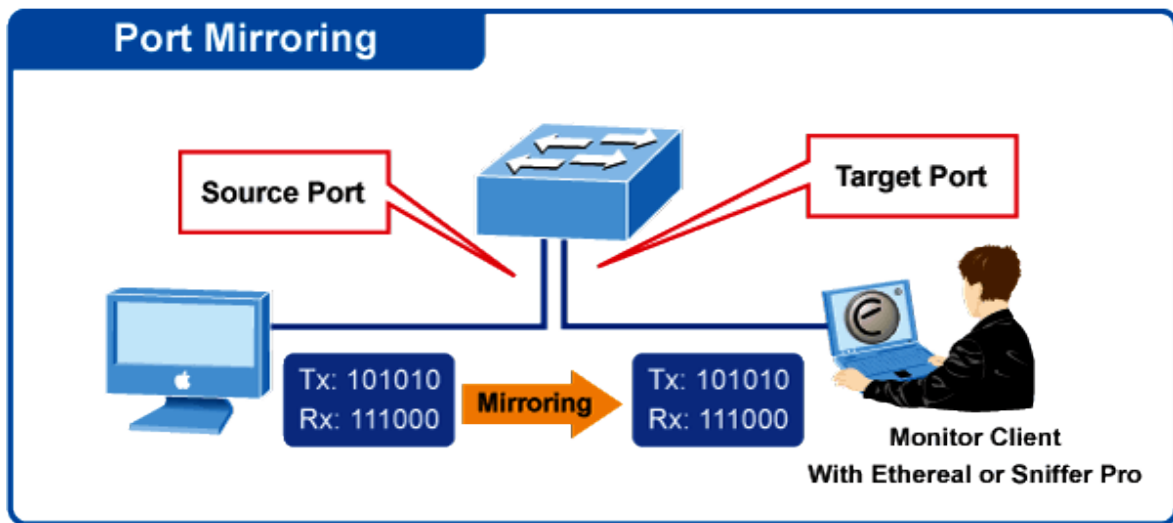 Port Mirroring
Source Port
Target Port
Tx: 101010
Rx: 111000
Mirroring
Tx: 101010
Rx: 111000
Monitor Client
With Ethereal or Sniffer Pro